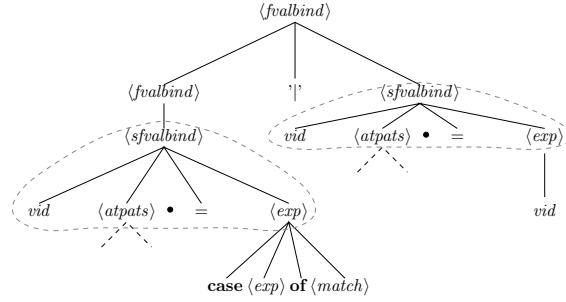 ⟨fvalbind⟩
⟨fvalbind⟩ '|' ⟨sfvalbind⟩
⟨sfvalbind⟩ vid ⟨atpats⟩ • = ⟨exp⟩
vid ⟨atpats⟩ • = ⟨exp⟩ vid
case ⟨exp⟩ of ⟨match⟩